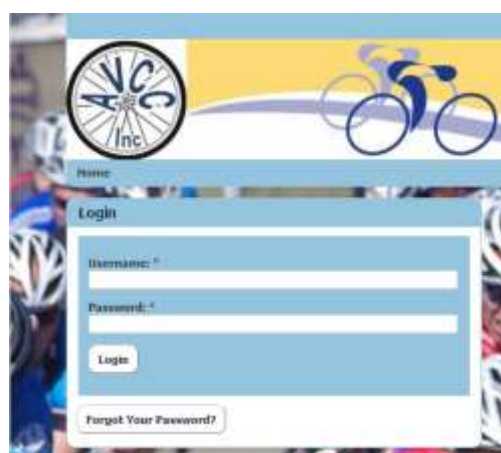 AVCC
Inc
Home
Login
Username: *
Password: *
Login
Forgot Your Password?